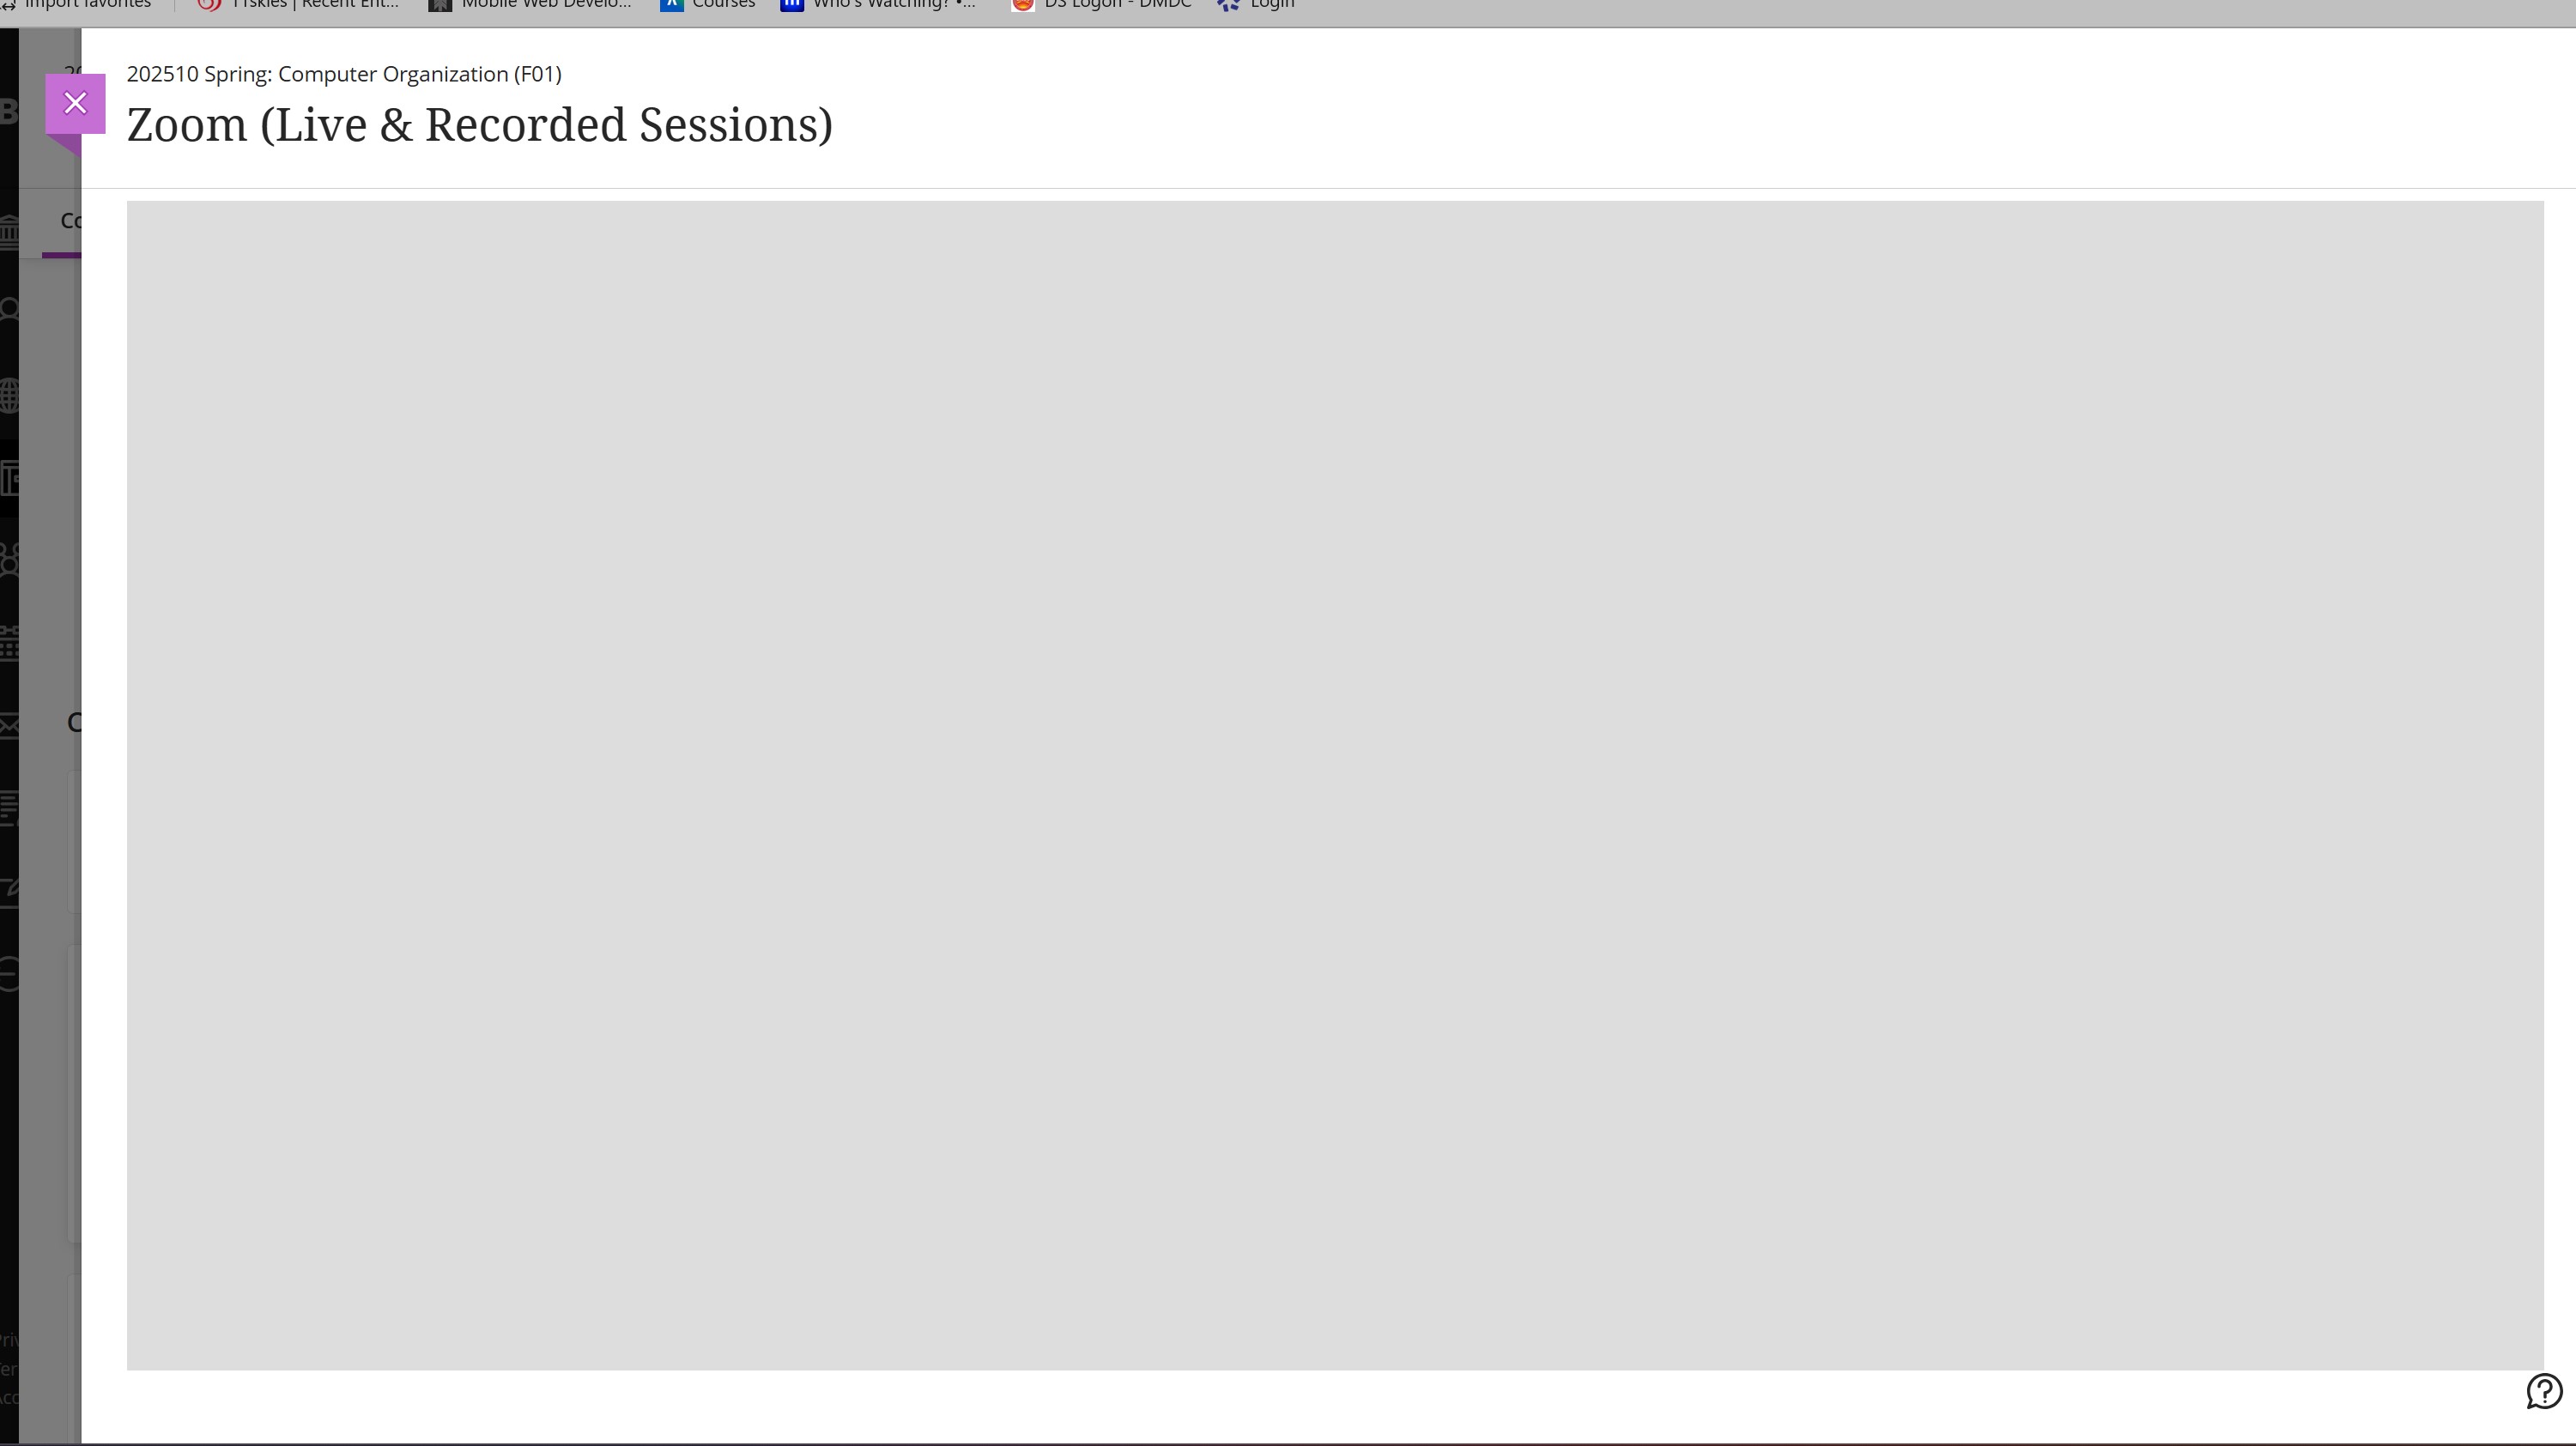 Import favorites
Recent Ent...
Mobile Web Develo...
Courses
Who's Watching? •...
DS Logon - DMDC
Login
202510 Spring: Computer Organization (F01)
Zoom (Live & Recorded Sessions)